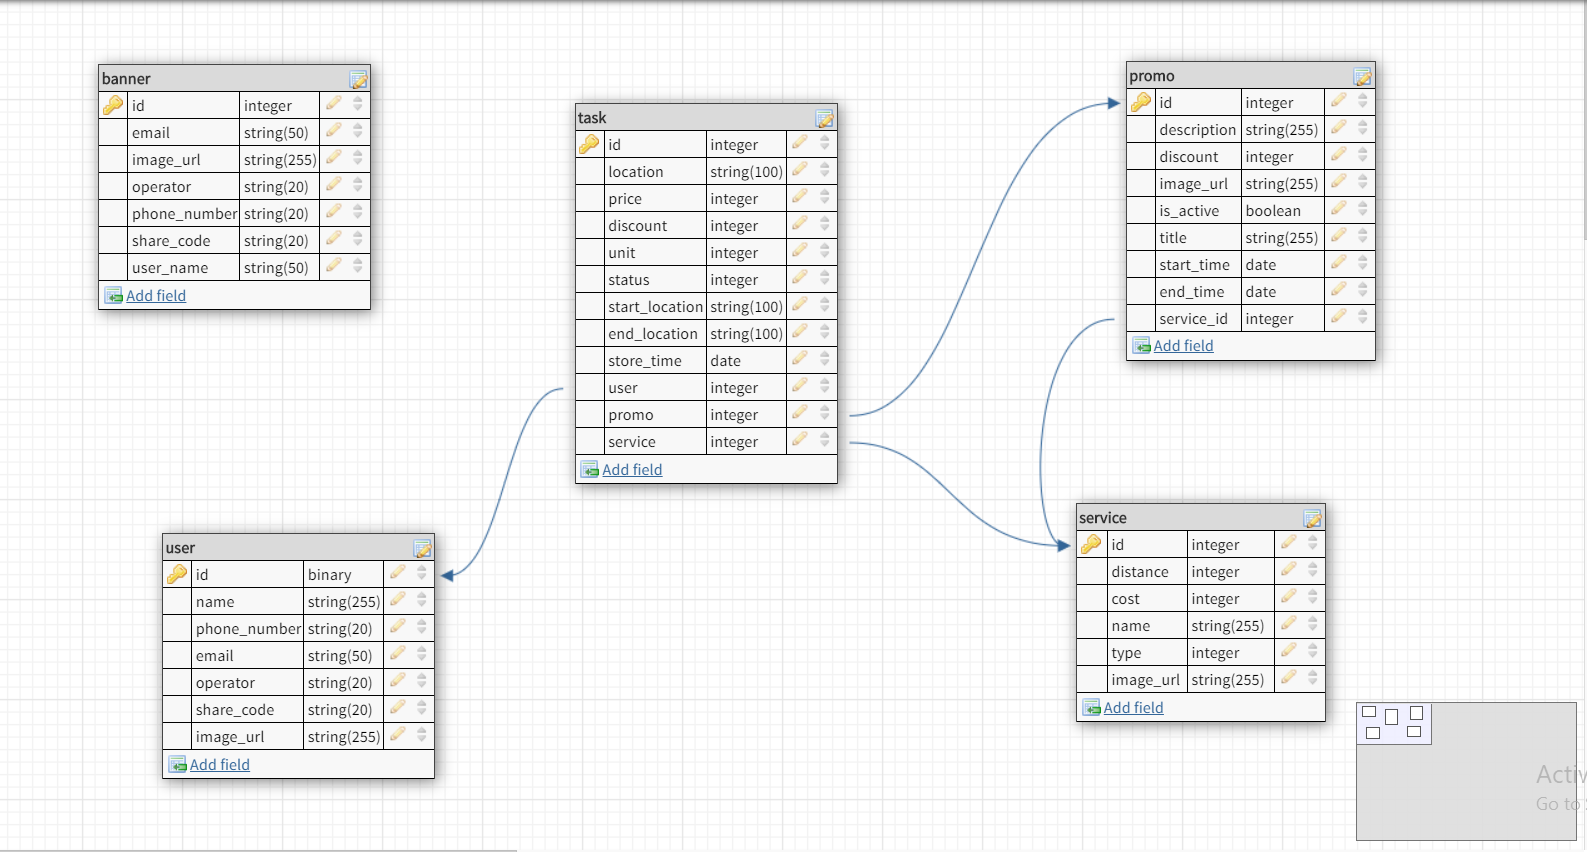 banner
id integer
email string(50)
image_url string(255)
operator string(20)
phone_number string(20)
share_code string(20)
user_name string(50)
Add field
task
id integer
location string(100)
price integer
discount integer
unit integer
status integer
start_location string(100)
end_location string(100)
store_time date
user integer
promo integer
service integer
Add field
promo
id integer
description string(255)
discount integer
image_url string(255)
is_active boolean
title string(255)
start_time date
end_time date
service_id integer
Add field
user
id binary
name string(255)
phone_number string(20)
email string(50)
operator string(20)
share_code string(20)
image_url string(255)
Add field
service
id integer
distance integer
cost integer
name string(255)
type integer
image_url string(255)
Add field
Go to